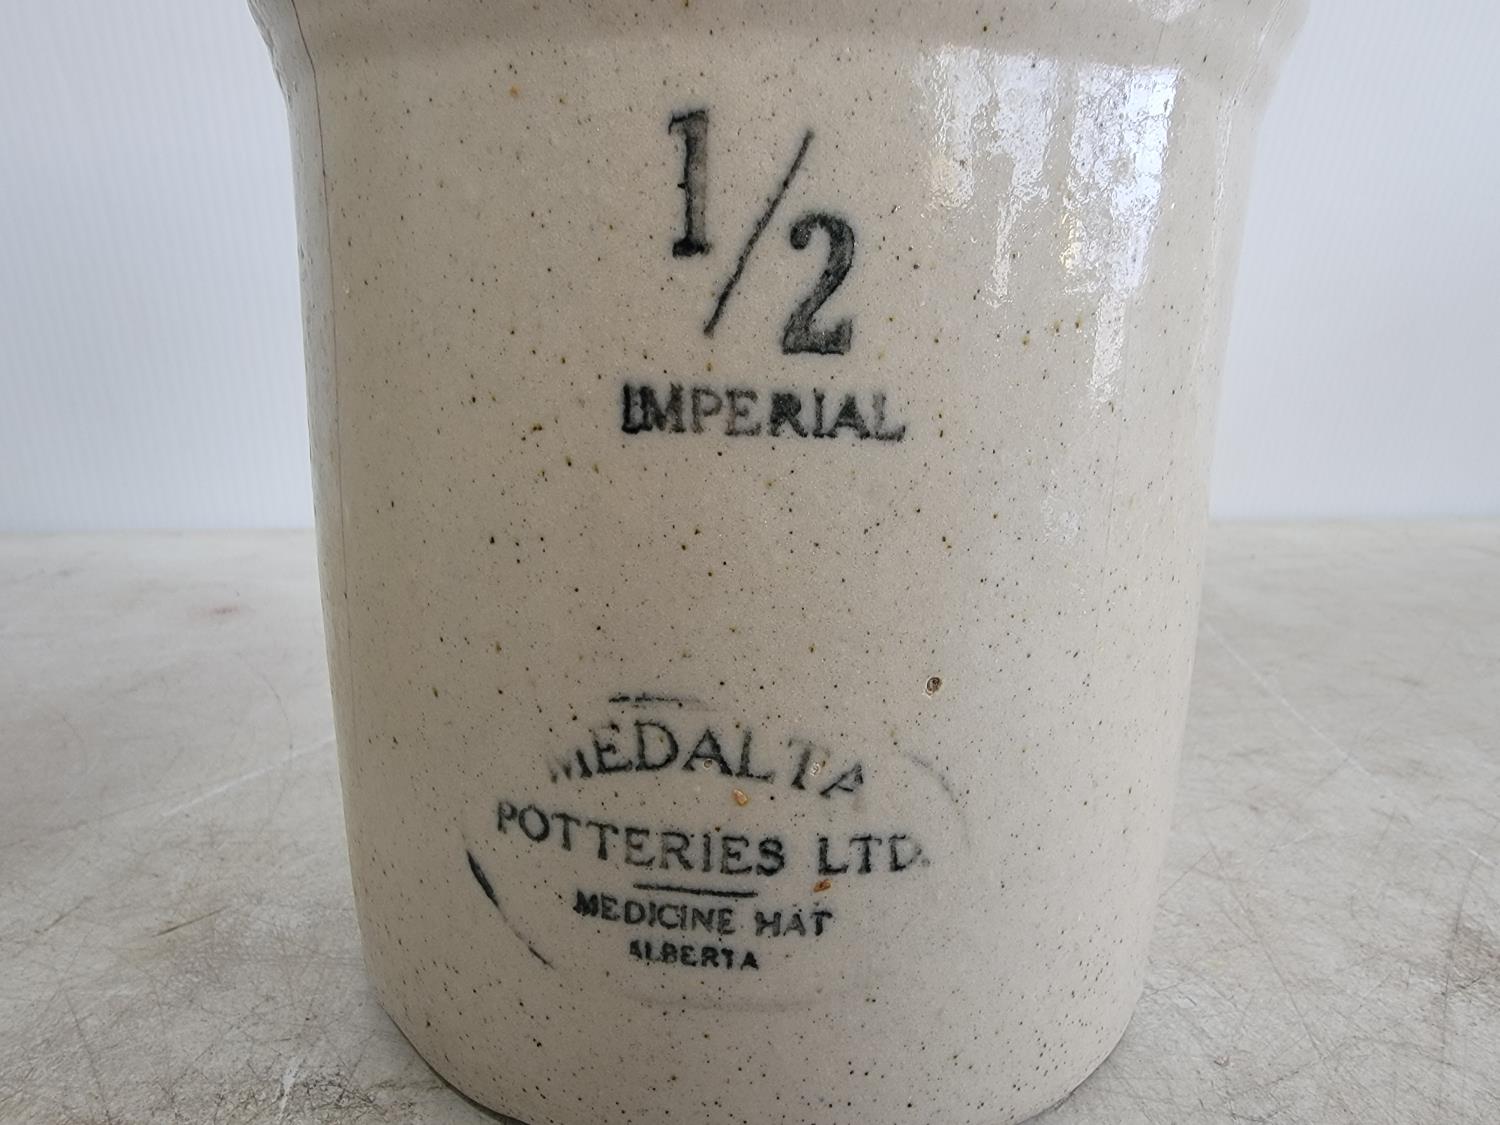 1/2
IMPERIAL
MEDALTA
POTTERIES LTD.
MEDICINE HAT
ALBERTA